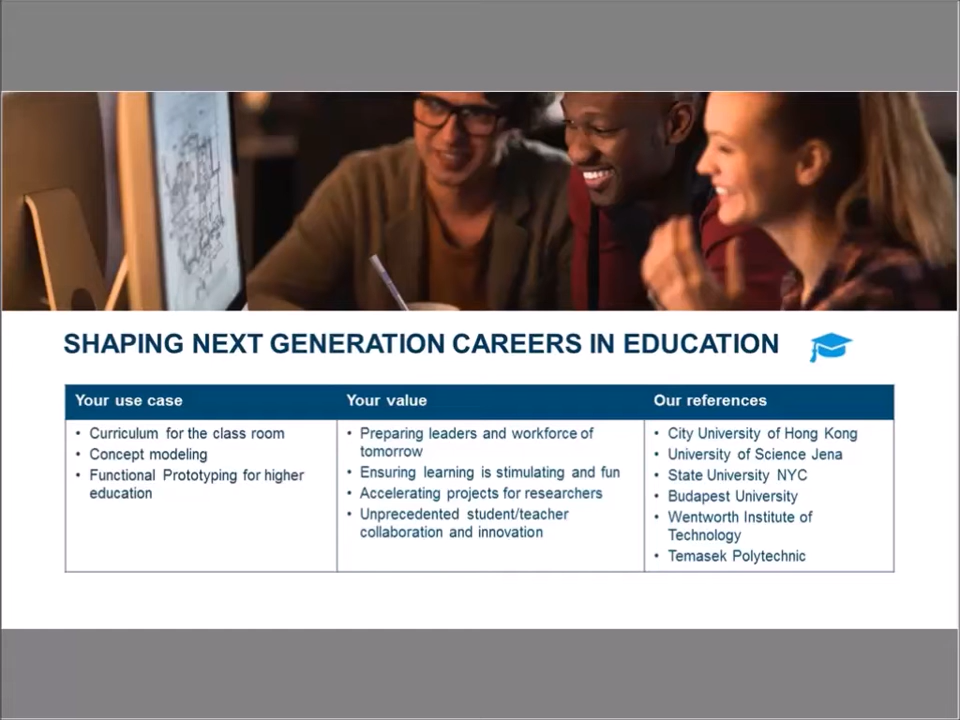 SHAPING NEXT GENERATION CAREERS IN EDUCATION
Your use case
• Curriculum for the class room
• Concept modeling
• Functional Prototyping for higher
education
Your value
• Preparing leaders and workforce of
tomorrow
• Ensuring learning is stimulating and fun
• Accelerating projects for researchers
• Unprecedented student/teacher
collaboration and innovation
Our references
• City University of Hong Kong
• University of Science Jena
• State University NYC
• Budapest University
• Wentworth Institute of
Technology
• Temasek Polytechnic